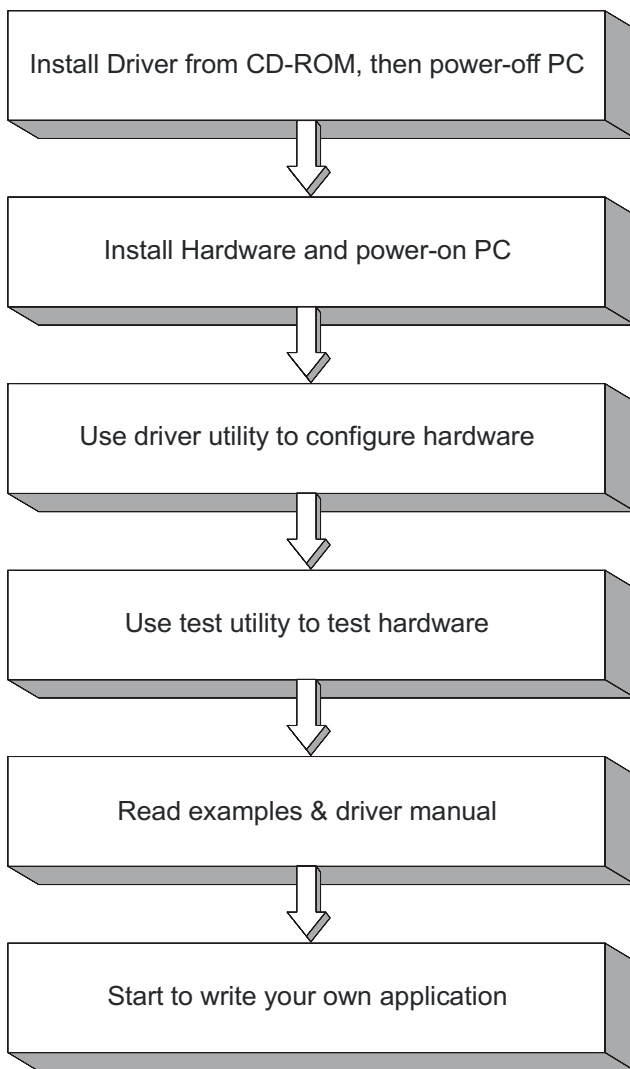 Install Driver from CD-ROM, then power-off PC
Install Hardware and power-on PC
Use driver utility to configure hardware
Use test utility to test hardware
Read examples & driver manual
Start to write your own application